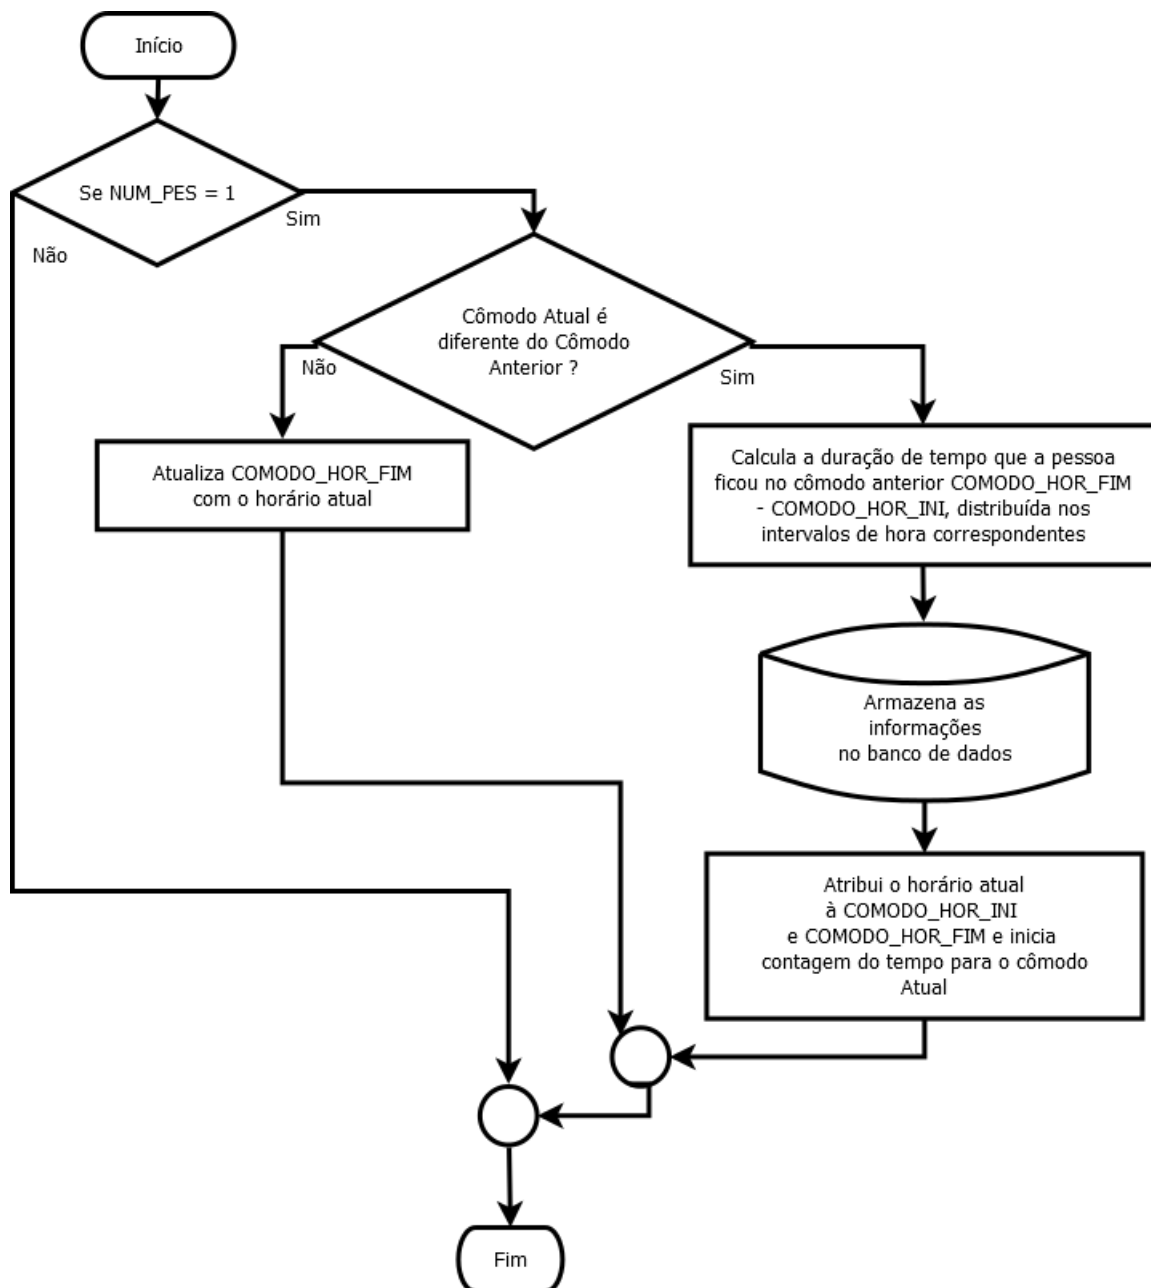 Início
Se NUM_PES = 1
Sim
Não
Cômodo Atual é
diferente do Cômodo
Anterior ?
Não
Sim
Atualiza COMODO_HOR_FIM
com o horário atual
Calcula a duração de tempo que a pessoa
ficou no cômodo anterior COMODO_HOR_FIM
- COMODO_HOR_INI, distribuída nos
intervalos de hora correspondentes
Armazena as
informações
no banco de dados
Atribui o horário atual
à COMODO_HOR_INI
e COMODO_HOR_FIM e inicia
contagem do tempo para o cômodo
Atual
Fim